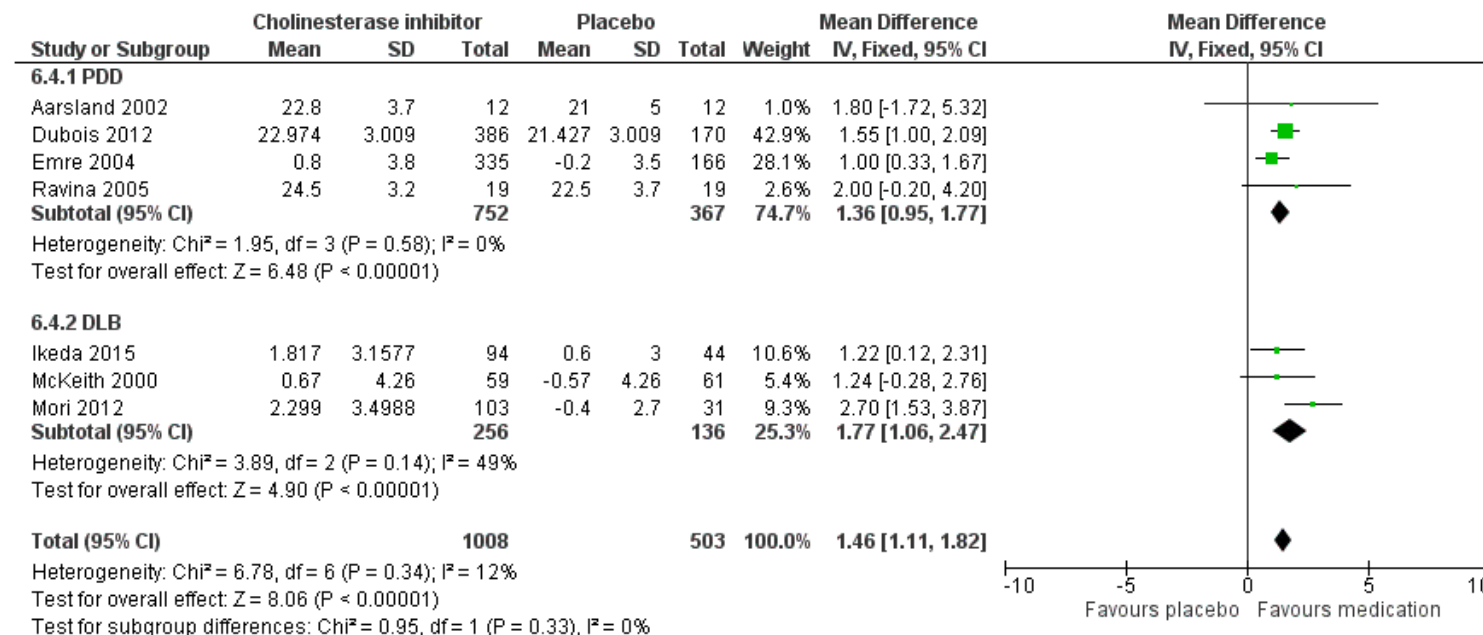 Cholinesterase inhibitor Placebo Mean Difference Mean Difference
Study or Subgroup Mean SD Total Mean SD Total Weight IV, Fixed, 95% CI IV, Fixed, 95% CI
6.4.1 PDD
Aarsland 2002 22.8 3.7 12 21 5 12 1.0% 1.80 [-1.72, 5.32]
Dubois 2012 22.974 3.009 386 21.427 3.009 170 42.9% 1.55 [1.00, 2.09]
Emre 2004 0.8 3.8 335 -0.2 3.5 166 28.1% 1.00 [0.33, 1.67]
Ravina 2005 24.5 3.2 19 22.5 3.7 19 2.6% 2.00 [-0.20, 4.20]
Subtotal (95% CI) 752 367 74.7% 1.36 [0.95, 1.77]
Heterogeneity: Chi² = 1.95, df = 3 (P = 0.58); I² = 0%
Test for overall effect: Z = 6.48 (P < 0.00001)
6.4.2 DLB
Ikeda 2015 1.817 3.1577 94 0.6 3 44 10.6% 1.22 [0.12, 2.31]
McKeith 2000 0.67 4.26 59 -0.57 4.26 61 5.4% 1.24 [-0.28, 2.76]
Mori 2012 2.299 3.4988 103 -0.4 2.7 31 9.3% 2.70 [1.53, 3.87]
Subtotal (95% CI) 256 136 25.3% 1.77 [1.06, 2.47]
Heterogeneity: Chi² = 3.89, df = 2 (P = 0.14); I² = 49%
Test for overall effect: Z = 4.90 (P < 0.00001)
Total (95% CI) 1008 503 100.0% 1.46 [1.11, 1.82]
Heterogeneity: Chi² = 6.78, df = 6 (P = 0.34); I² = 12%
Test for overall effect: Z = 8.06 (P < 0.00001)
Test for subgroup differences: Chi² = 0.95, df = 1 (P = 0.33), I² = 0%
-10 -5 0 5 10
Favours placebo Favours medication